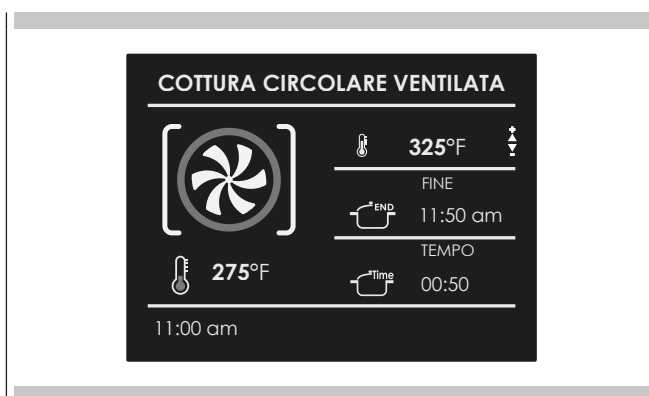 COTTURA CIRCOLARE VENTILATA
325°F
FINE
END
11:50 am
TEMPO
275°F
Time
00:50
11:00 am